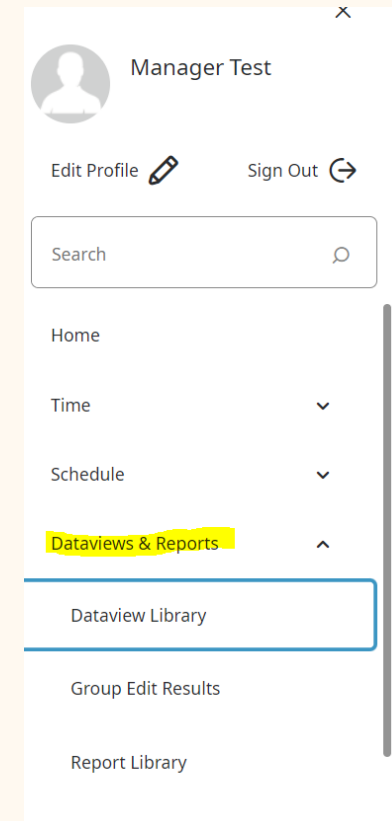 Manager Test
Edit Profile
Sign Out
Search
Home
Time
Schedule
Dataviews & Reports
Dataview Library
Group Edit Results
Report Library